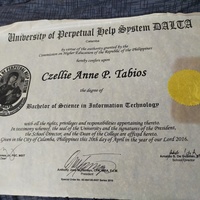 University of Perpetual Help System DALTA
Calamba
by virtue of the authority granted by the
Commission on Higher Education of the Republic of the Philippines
hereby confers upon
Czellie Anne P. Tabios
the degree of
Bachelor of Science in Information Technology
with all the rights, privileges and responsibilities appertaining thereto.
In testimony whereof, the seal of the University and the signatures of the President,
the School Director, and the Dean of the College are affixed hereto.
Given in the City of Calamba, Philippines this 20th day of April in the year of our Lord 2016.